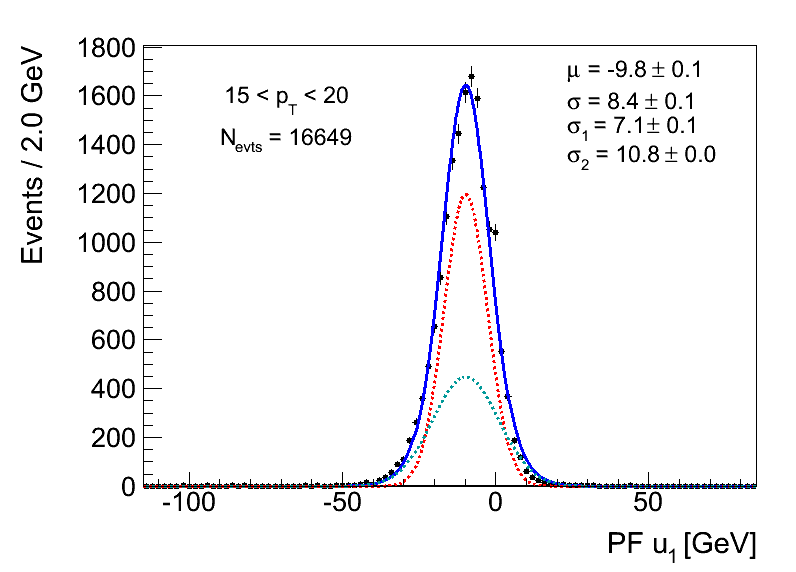 Events / 2.0 GeV
1800
1600
1400
1200
1000
800
600
400
200
0
15 < p_T < 20
N_evts = 16649
μ = -9.8 ± 0.1
σ = 8.4 ± 0.1
σ_1 = 7.1 ± 0.1
σ_2 = 10.8 ± 0.0
-100 -50 0 50
PF u_1 [GeV]